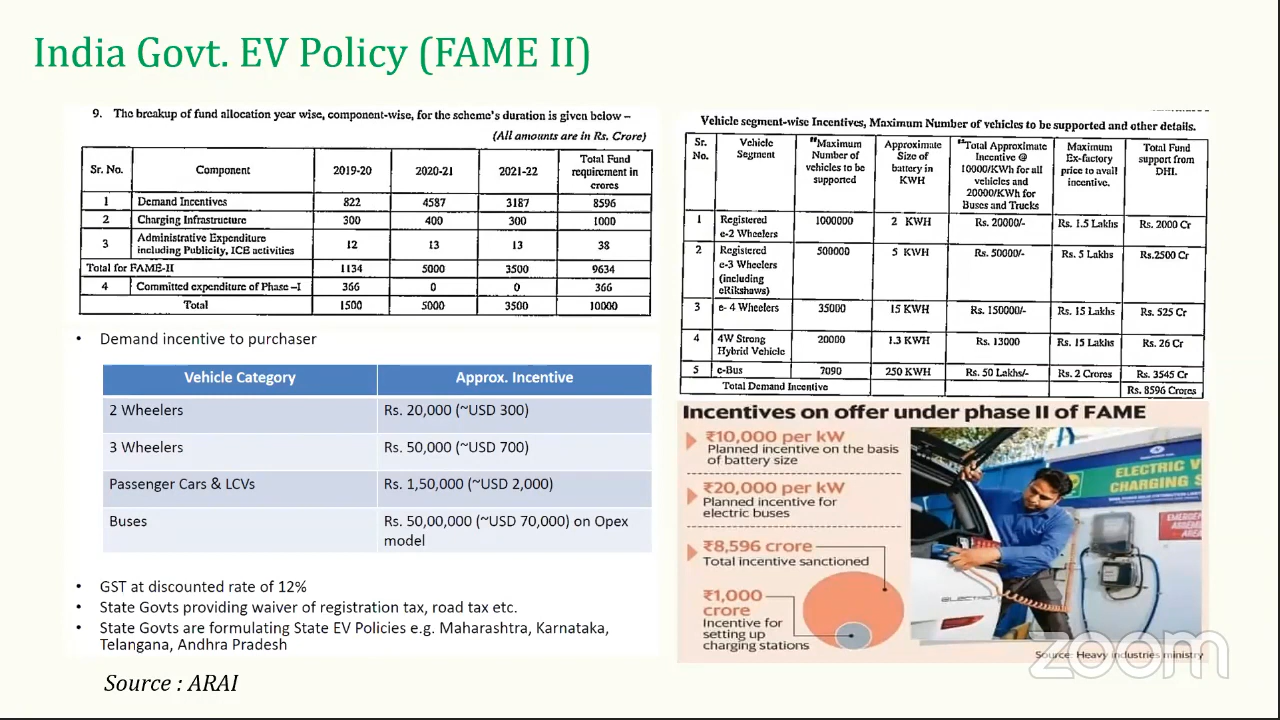 India Govt. EV Policy (FAME II)
9. The breakup of fund allocation year wise, component-wise, for the scheme's duration is given below –
(All amounts are in Rs. Crore)
Sr. No. Component 2019-20 2020-21 2021-22 Total Fund requirement in crores
1 Demand Incentives 822 4587 3187 8596
2 Charging Infrastructure 300 400 300 1000
3 Administrative Expenditure including Publicity, ICE activities 12 13 13 38
Total for FAME-II 1134 5000 3500 9634
4 Committed expenditure of Phase –I 366 0 0 366
Total 1500 5000 3500 10000
• Demand incentive to purchaser
Vehicle Category Approx. Incentive
2 Wheelers Rs. 20,000 (~USD 300)
3 Wheelers Rs. 50,000 (~USD 700)
Passenger Cars & LCVs Rs. 1,50,000 (~USD 2,000)
Buses Rs. 50,00,000 (~USD 70,000) on Opex model
• GST at discounted rate of 12%
• State Govts providing waiver of registration tax, road tax etc.
• State Govts are formulating State EV Policies e.g. Maharashtra, Karnataka,
Telangana, Andhra Pradesh
Source : ARAI
Vehicle segment-wise Incentives, Maximum Number of vehicles to be supported and other details.
Sr. No. Vehicle Segment "Maximum Number of vehicles to be supported Approximate Size of battery in KWH "Total Approximate Incentive @ 10000/KWh for all vehicles and 20000/KWh for Buses and Trucks Maximum Ex-factory price to avail incentive. Total Fund support from DHI.
1 Registered e-2 Wheelers 1000000 2 KWH Rs. 20000/- Rs. 1.5 Lakhs Rs. 2000 Cr
2 Registered e-3 Wheelers (including eRikshaws) 500000 5 KWH Rs. 50000/- Rs. 5 Lakhs Rs.2500 Cr
3 e- 4 Wheelers 35000 15 KWH Rs. 150000/- Rs. 15 Lakhs Rs. 525 Cr
4 4W Strong Hybrid Vehicle 20000 1.3 KWH Rs. 13000 Rs. 15 Lakhs Rs. 26 Cr
5 e-Bus 7090 250 KWH Rs. 50 Lakhs/- Rs. 2 Crores Rs. 3545 Cr
Total Demand Incentive Rs. 8596 Crores
Incentives on offer under phase II of FAME
₹10,000 per kW
Planned incentive on the basis
of battery size
₹20,000 per kW
Planned incentive for
electric buses
₹8,596 crore
Total incentive sanctioned
₹1,000
crore
Incentive for
setting up
charging stations
ELECTRIC V
CHARGING S
ELECTRIC
Source: Heavy industries ministry
zoom